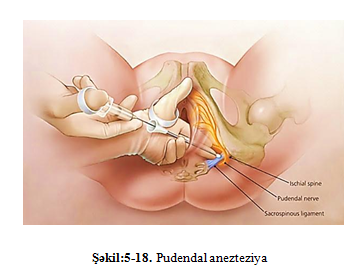 Ischial spine
Pudendal nerve
Sacrospinous ligament
Şəkil:5-18. Pudendal anezteziya